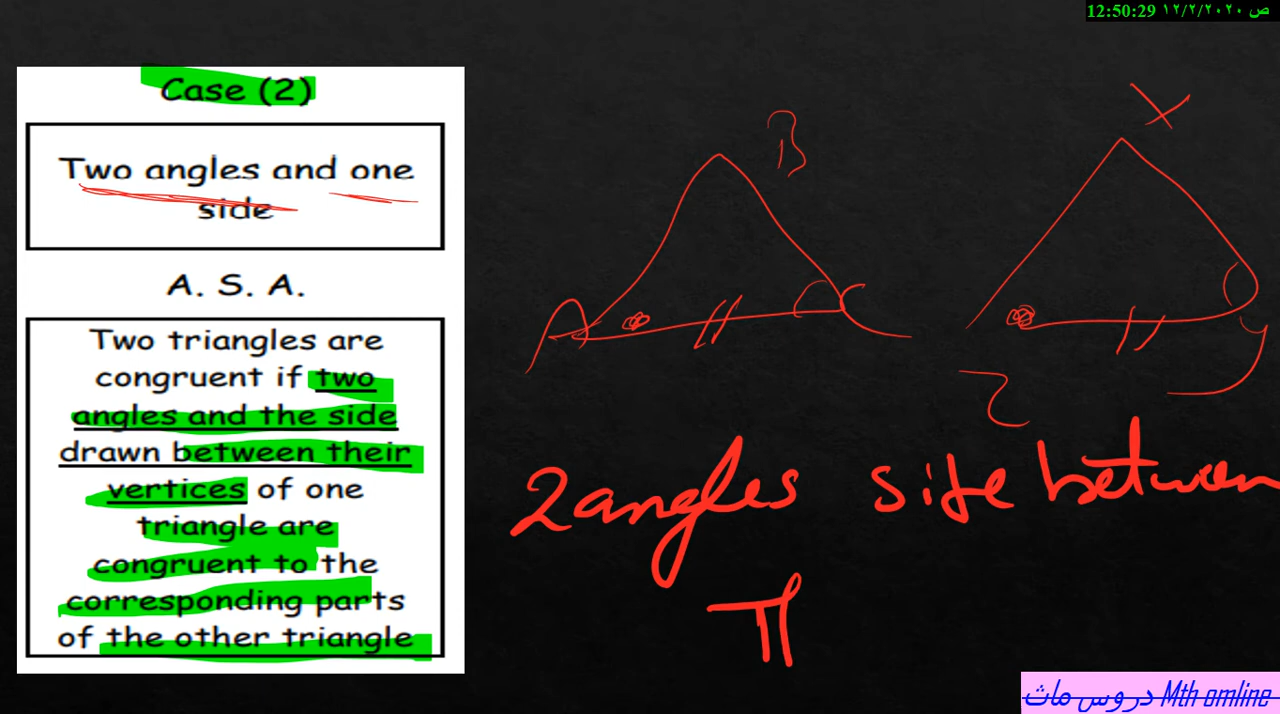 12:50:29 ١٢/٢/٢٠٢٠ ص
Case (2)
Two angles and one
side
A. S. A.
Two triangles are
congruent if two
angles and the side
drawn between their
vertices of one
triangle are
congruent to the
corresponding parts
of the other triangle
B
X
A
C
Z
y
2 angles side between
دروس ماث Mth omline